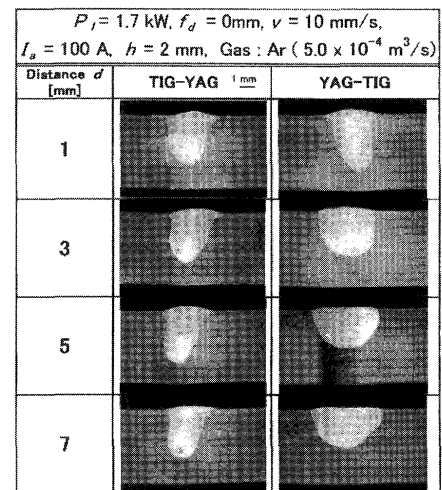 P_l = 1.7 kW, f_d = 0mm, v = 10 mm/s,
I_a = 100 A, h = 2 mm, Gas : Ar ( 5.0 x 10⁻⁴ m³/s)
Distance d [mm] TIG-YAG 1 mm YAG-TIG
1
3
5
7